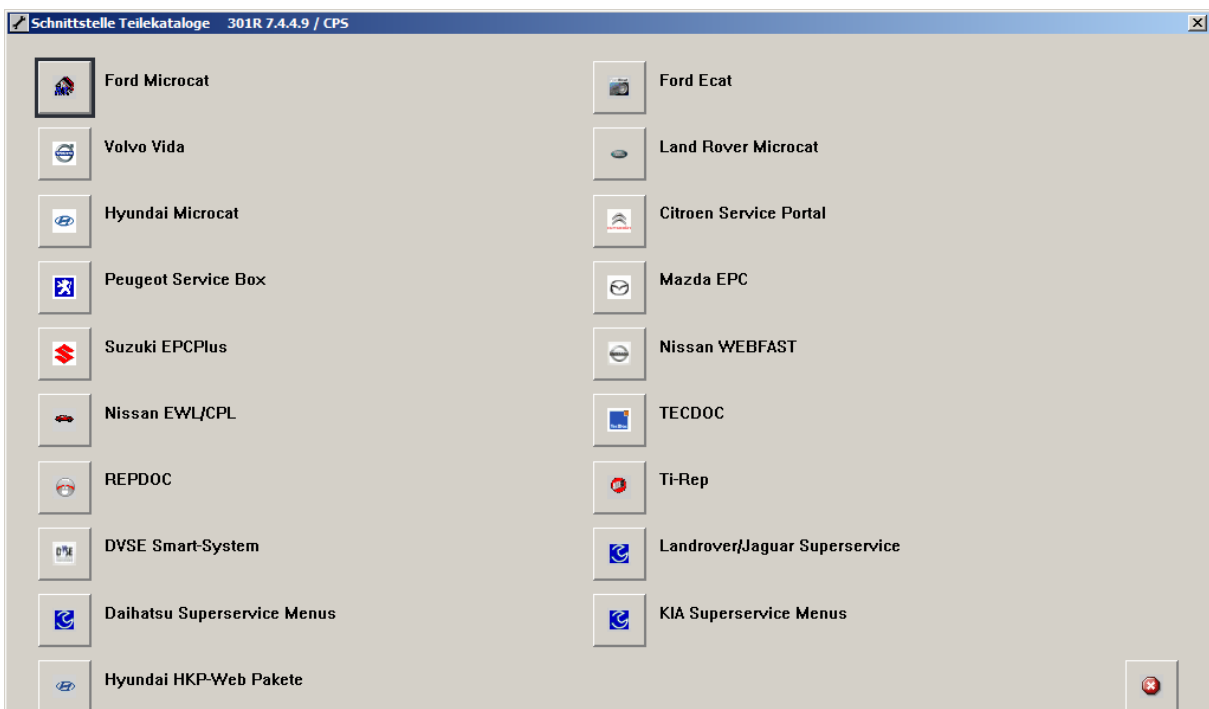 Schnittstelle Teilekataloge 301R 7.4.4.9 / CPS
Ford Microcat
Ford Ecat
Volvo Vida
Land Rover Microcat
Hyundai Microcat
Citroen Service Portal
Peugeot Service Box
Mazda EPC
Suzuki EPCPlus
Nissan WEBFAST
Nissan EWL/CPL
TECDOC
REPDOC
Ti-Rep
DVSE Smart-System
Landrover/Jaguar Superservice
Daihatsu Superservice Menus
KIA Superservice Menus
Hyundai HKP-Web Pakete